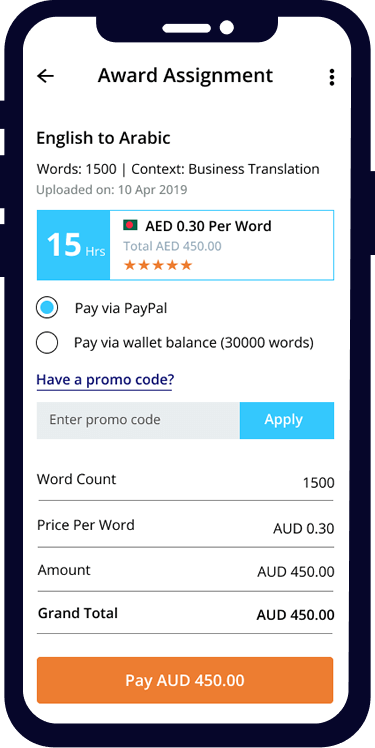 Award Assignment
English to Arabic
Words: 1500 | Context: Business Translation
Uploaded on: 10 Apr 2019
15 Hrs
AED 0.30 Per Word
Total AED 450.00
Pay via PayPal
Pay via wallet balance (30000 words)
Have a promo code?
Enter promo code Apply
Word Count 1500
Price Per Word AUD 0.30
Amount AUD 450.00
Grand Total AUD 450.00
Pay AUD 450.00